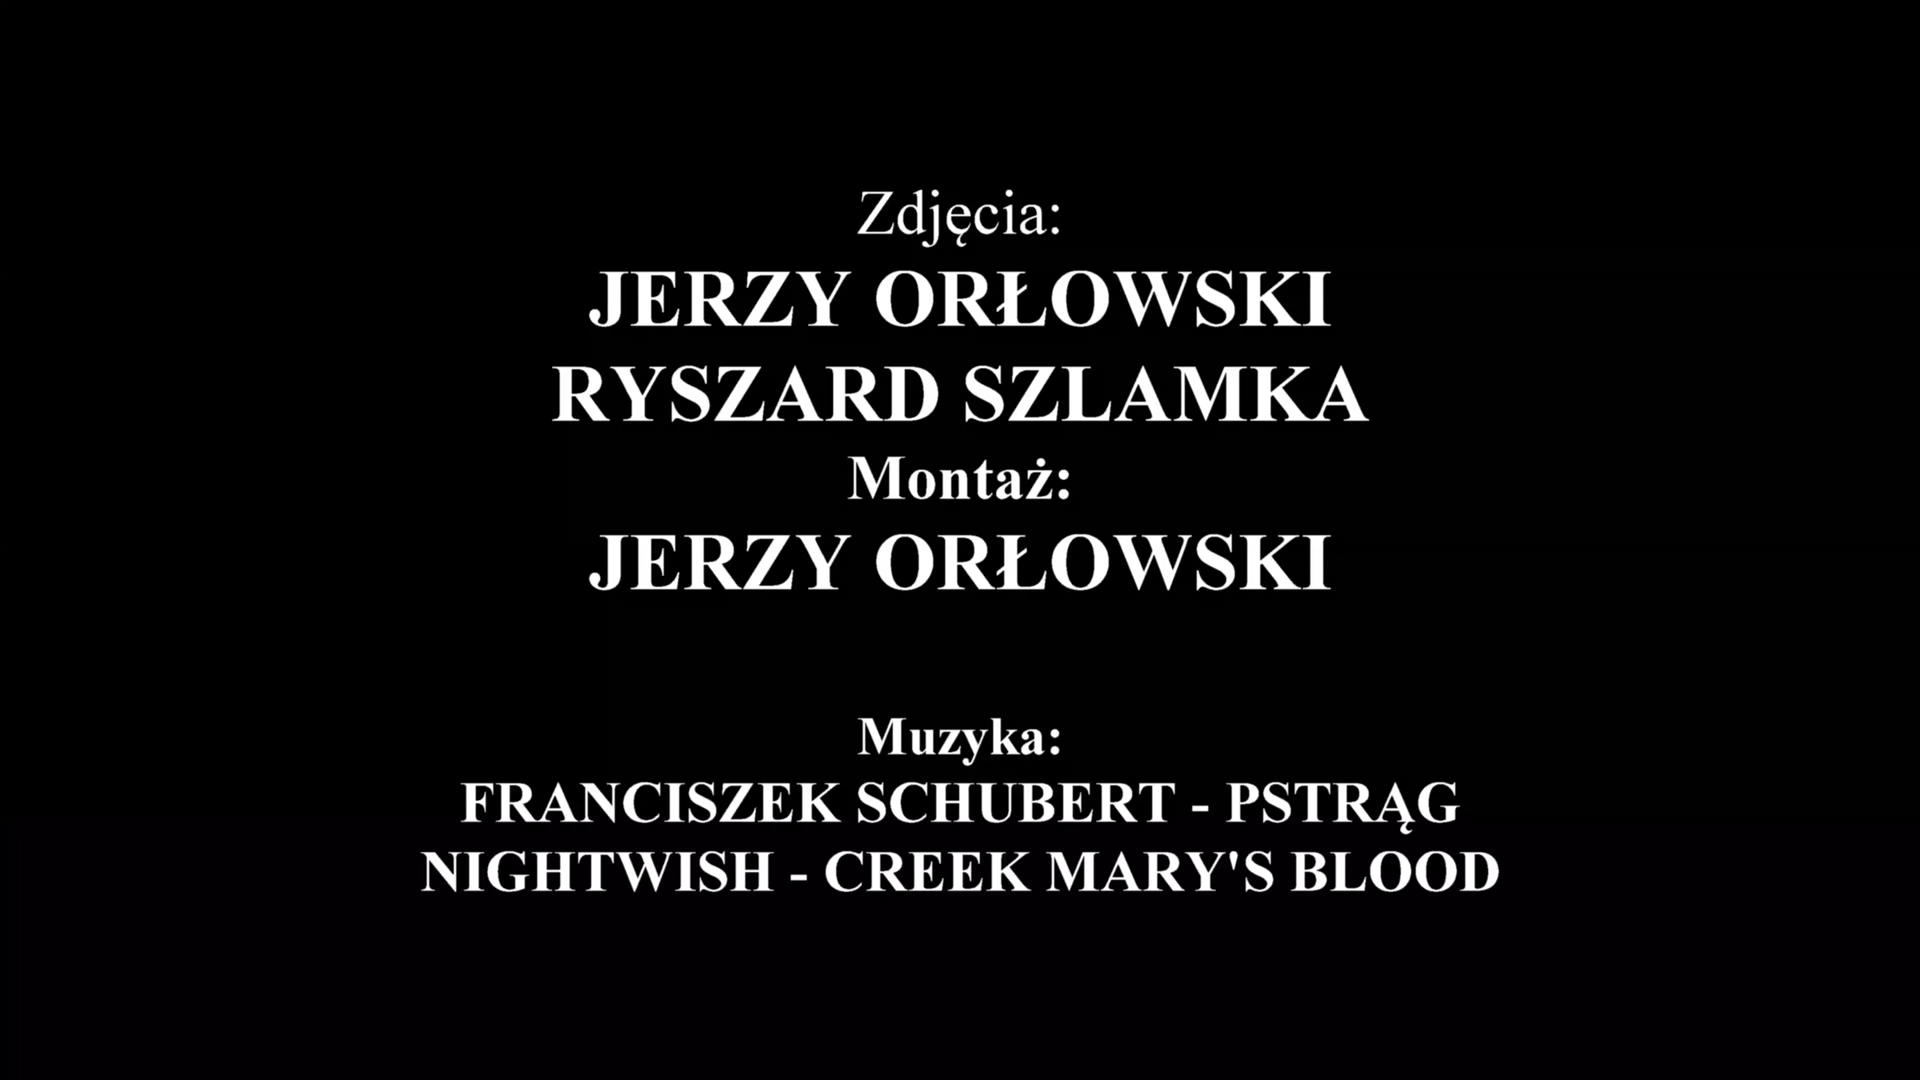 Zdjęcia:
JERZY ORŁOWSKI
RYSZARD SZLAMKA
Montaż:
JERZY ORŁOWSKI
Muzyka:
FRANCISZEK SCHUBERT - PSTRĄG
NIGHTWISH - CREEK MARY'S BLOOD